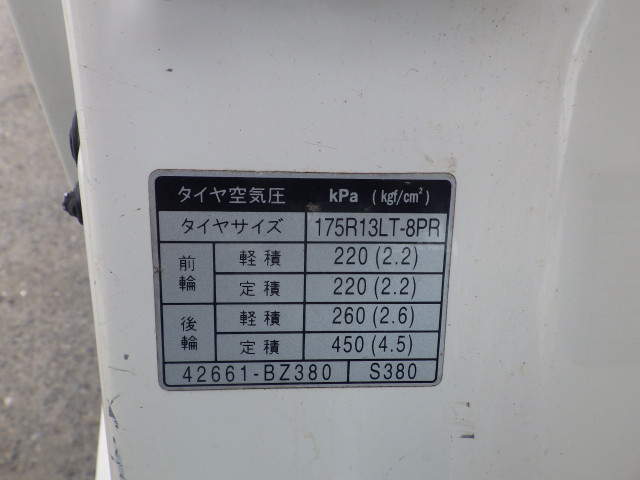 タイヤ空気圧 kPa (kgf/cm²)
タイヤサイズ 175R13LT-8PR
前輪 軽積 220 (2.2)
定積 220 (2.2)
後輪 軽積 260 (2.6)
定積 450 (4.5)
42661-BZ380 S380